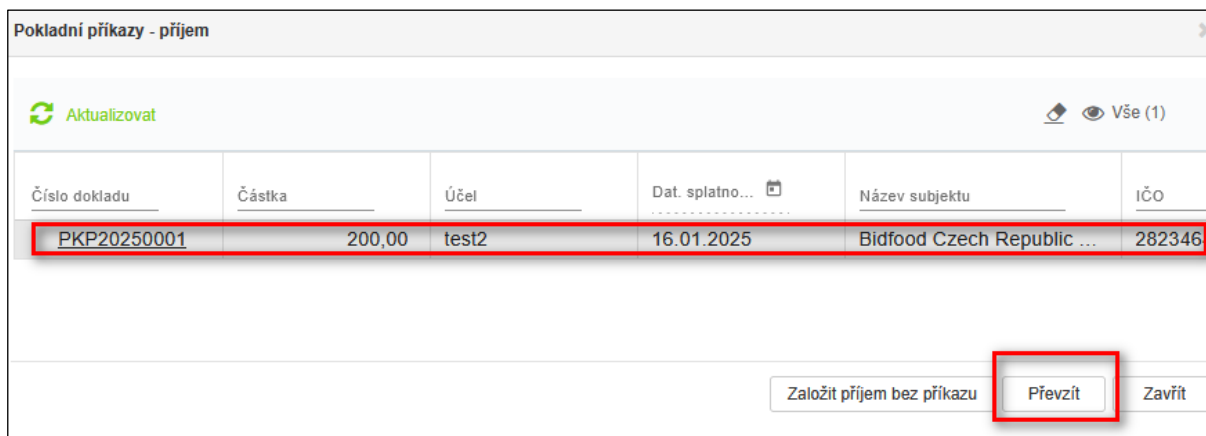 Pokladní příkazy - příjem
Aktualizovat
Vše (1)
Číslo dokladu Částka Účel Dat. splatno... Název subjektu IČO
PKP20250001 200,00 test2 16.01.2025 Bidfood Czech Republic ...
Založit příjem bez příkazu Převzít Zavřít